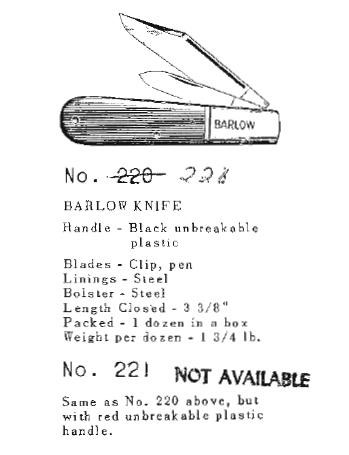 BARLOW
No. 220 228
BARLOW KNIFE
Handle - Black unbreakable
plastic
Blades - Clip, pen
Linings - Steel
Bolster - Steel
Length Closed - 3 3/8"
Packed - 1 dozen in a box
Weight per dozen - 1 3/4 lb.
No. 221 NOT AVAILABLE
Same as No. 220 above, but
with red unbreakable plastic
handle.